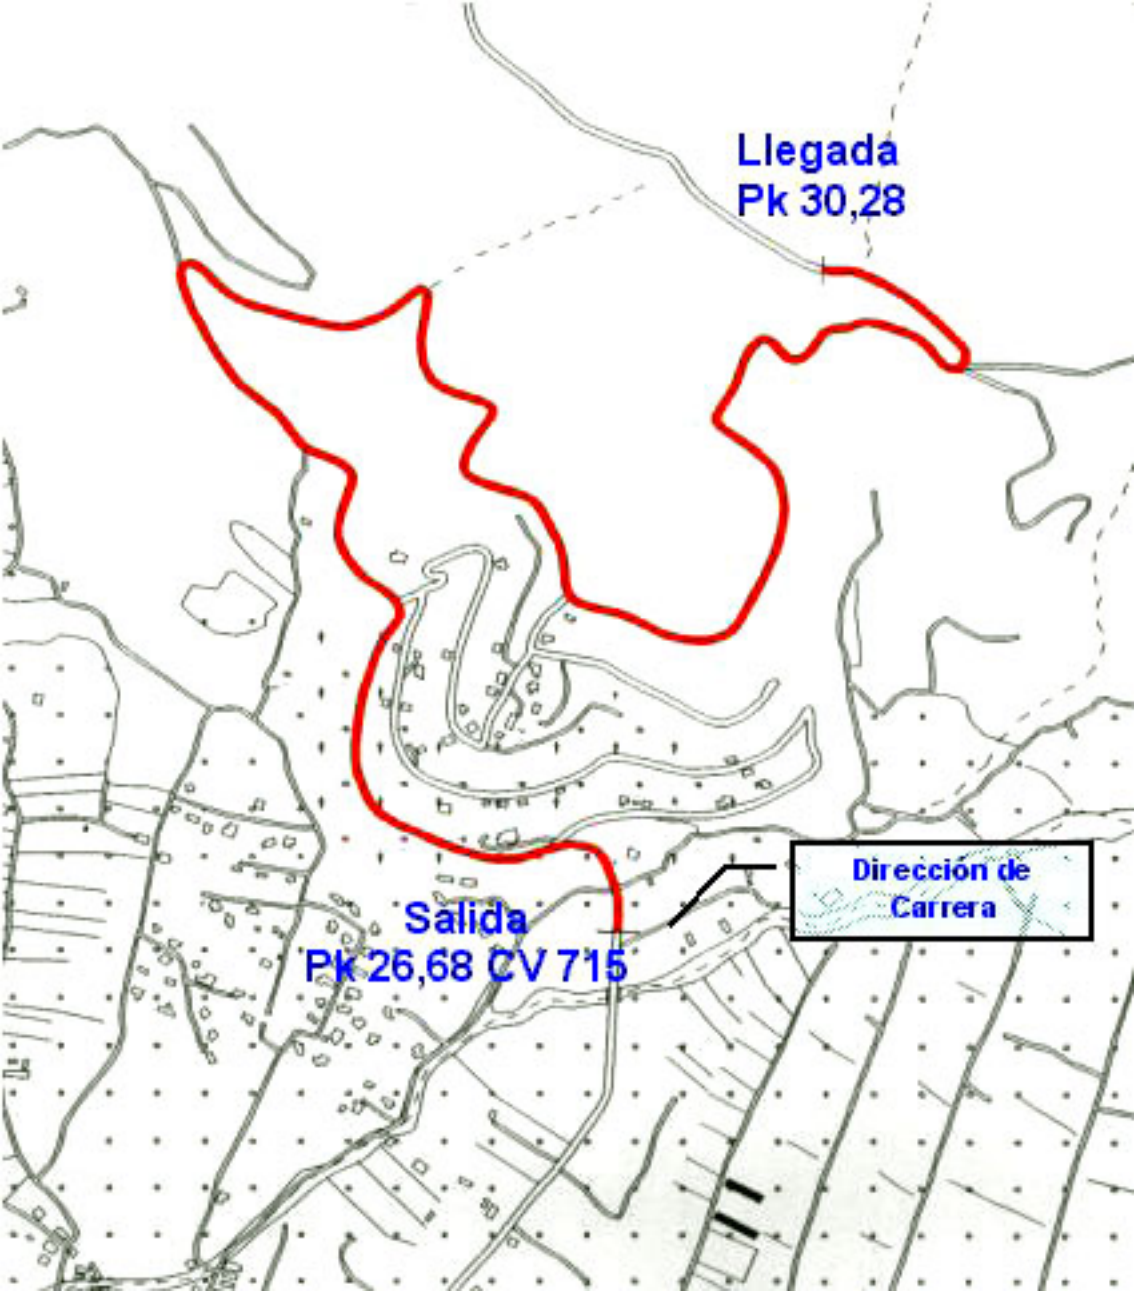 Llegada
Pk 30,28
Dirección de
Carrera
Salida
Pk 26,68 CV 715